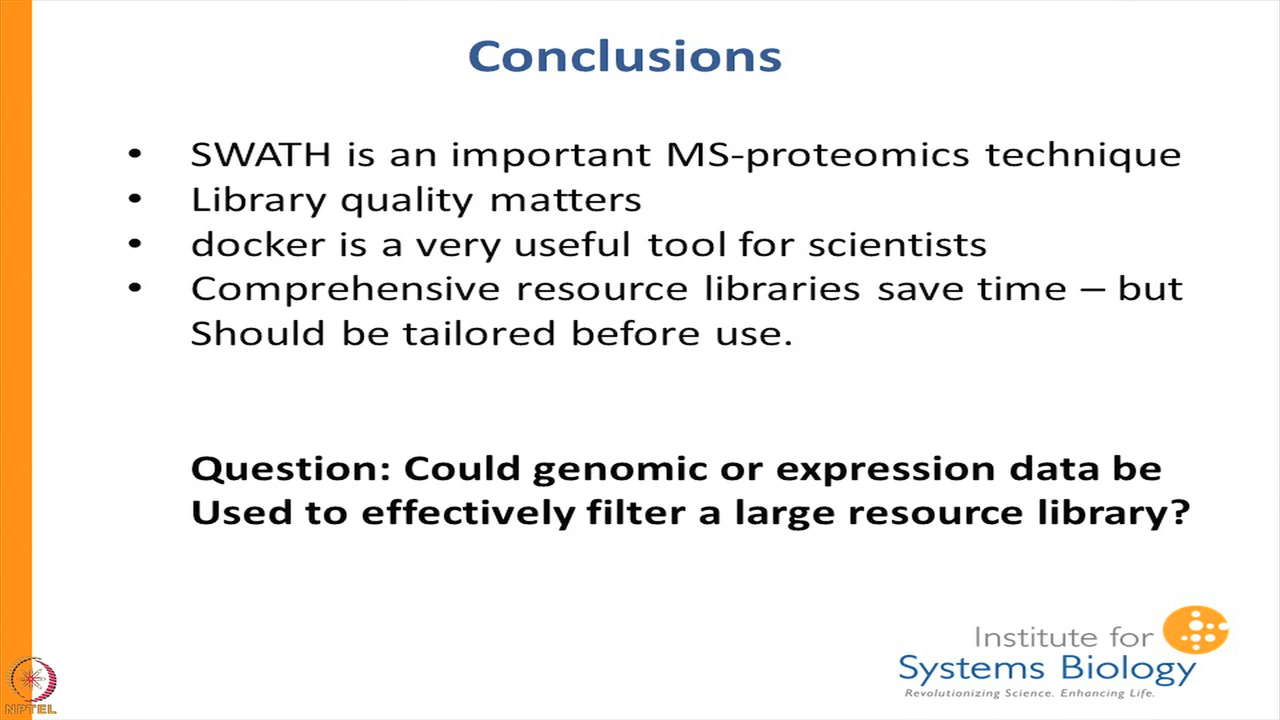 Conclusions
• SWATH is an important MS-proteomics technique
• Library quality matters
• docker is a very useful tool for scientists
• Comprehensive resource libraries save time – but
Should be tailored before use.
Question: Could genomic or expression data be
Used to effectively filter a large resource library?
Institute for
Systems Biology
Revolutionizing Science. Enhancing Life.
NPTEL